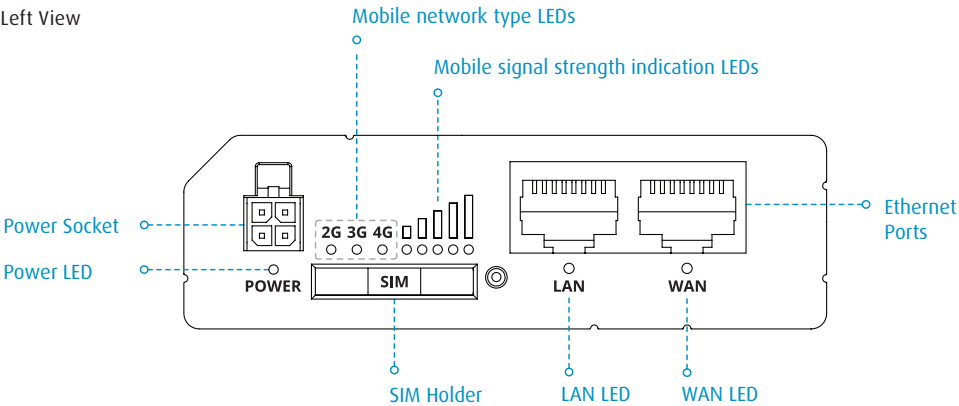 Left View
Mobile network type LEDs
Mobile signal strength indication LEDs
Power Socket
2G 3G 4G
Ethernet
Ports
Power LED
POWER
SIM
LAN
WAN
SIM Holder
LAN LED
WAN LED